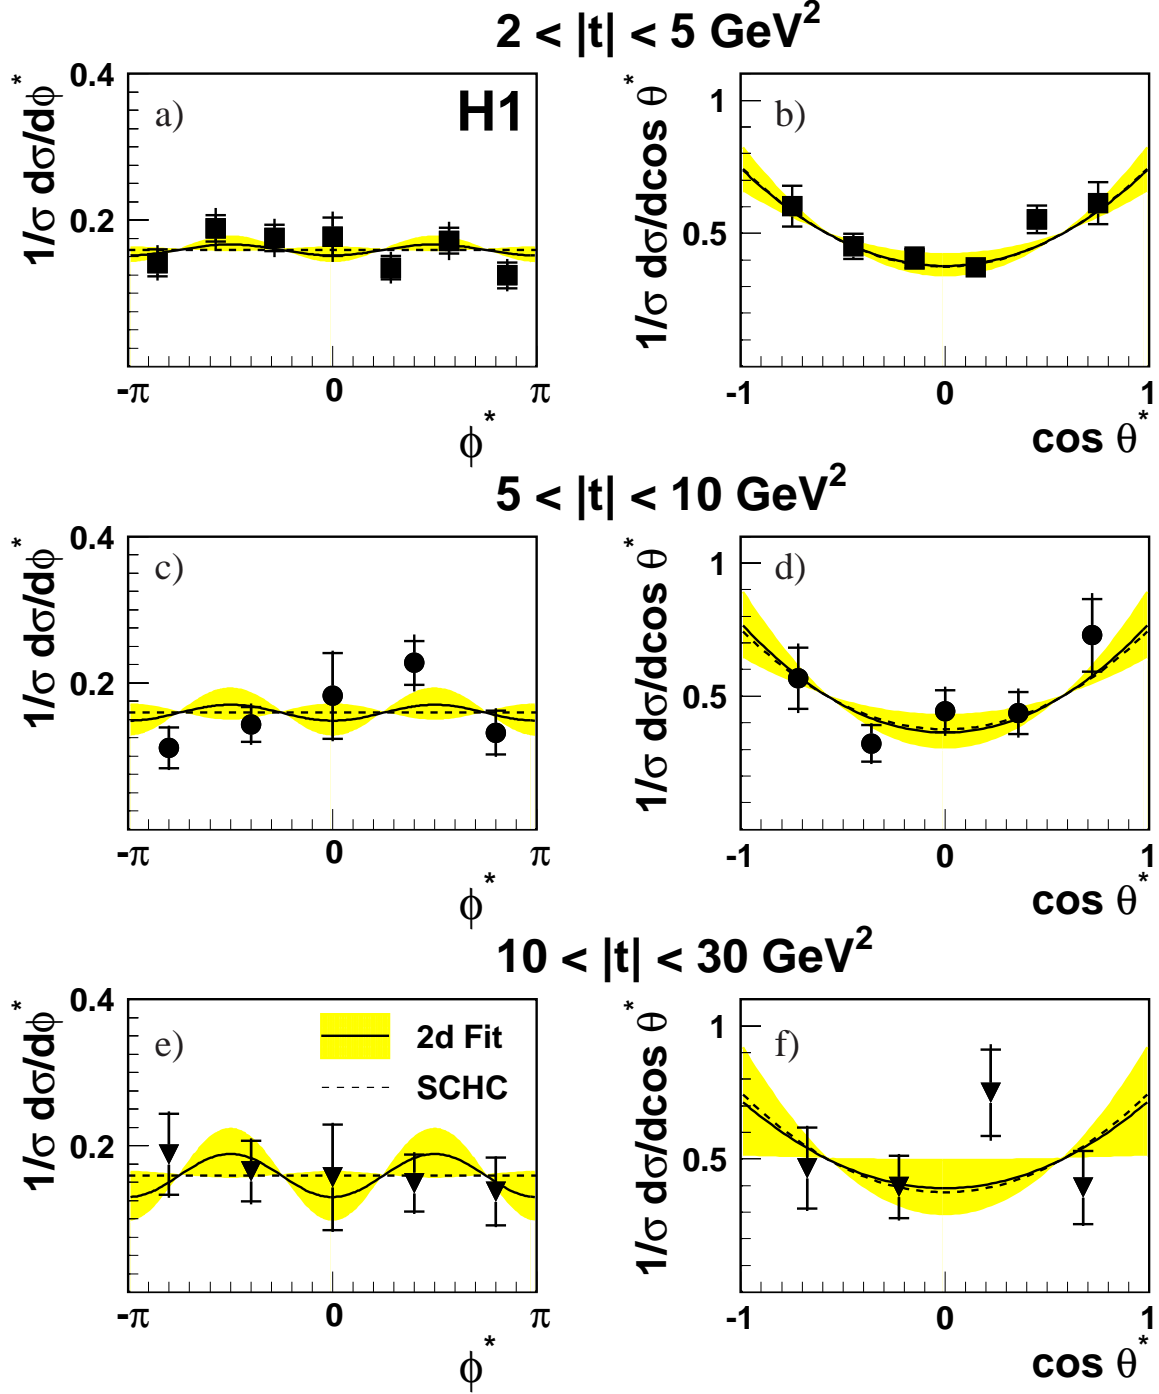 2 < |t| < 5 GeV²
1/σ dσ/dϕ*
0.4
0.2
a)
H1
-π
0
π
ϕ*
1/σ dσ/dcos θ*
1
0.5
b)
-1
0
1
cos θ*
5 < |t| < 10 GeV²
1/σ dσ/dϕ*
0.4
0.2
c)
-π
0
π
ϕ*
1/σ dσ/dcos θ*
1
0.5
d)
-1
0
1
cos θ*
10 < |t| < 30 GeV²
1/σ dσ/dϕ*
0.4
0.2
e)
2d Fit
SCHC
-π
0
π
ϕ*
1/σ dσ/dcos θ*
1
0.5
f)
-1
0
1
cos θ*